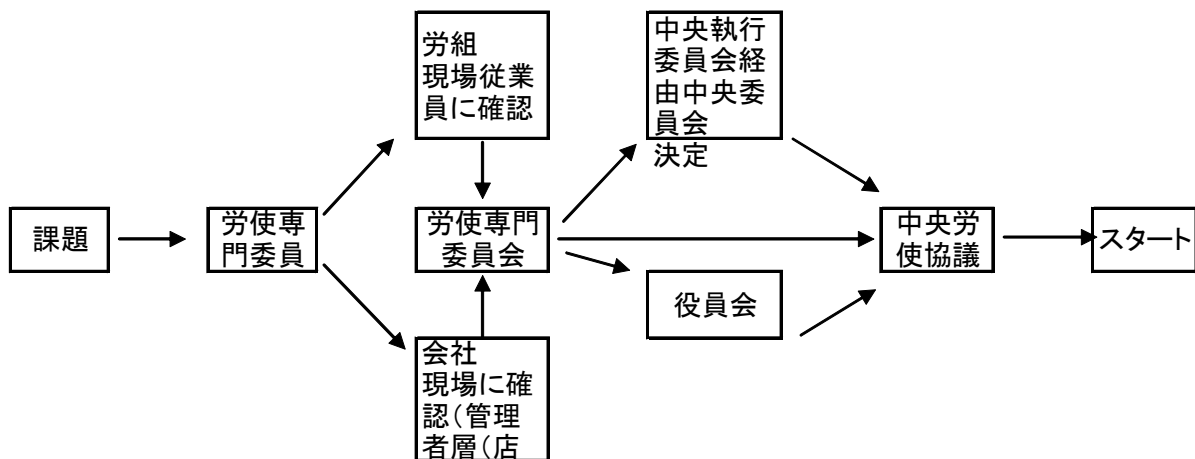 労組
現場従業
員に確認
中央執行
委員会経
由中央委
員会
決定
課題
労使専
門委員
労使専門
委員会
中央労
使協議
スタート
役員会
会社
現場に確
認(管理
者層(店